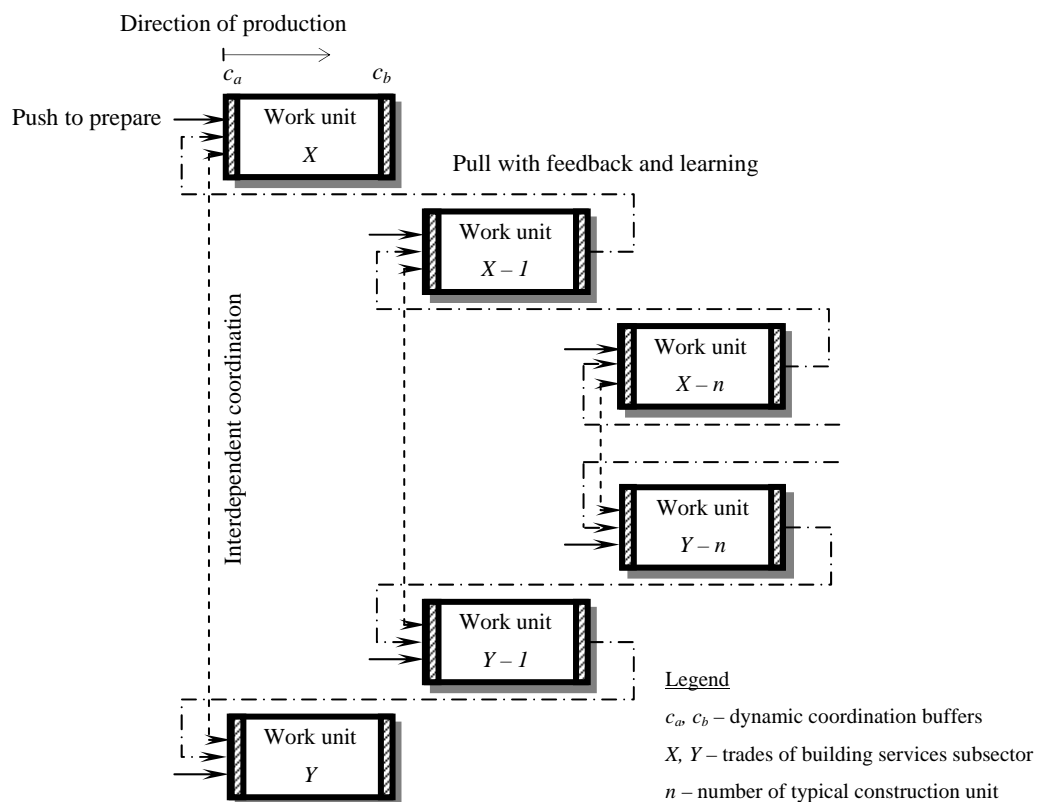 Direction of production
cₐ
c_b
Push to prepare
Work unit
X
Pull with feedback and learning
Work unit
X – 1
Work unit
X – n
Interdependent coordination
Work unit
Y – n
Work unit
Y – 1
Work unit
Y
Legend
cₐ, c_b – dynamic coordination buffers
X, Y – trades of building services subsector
n – number of typical construction unit